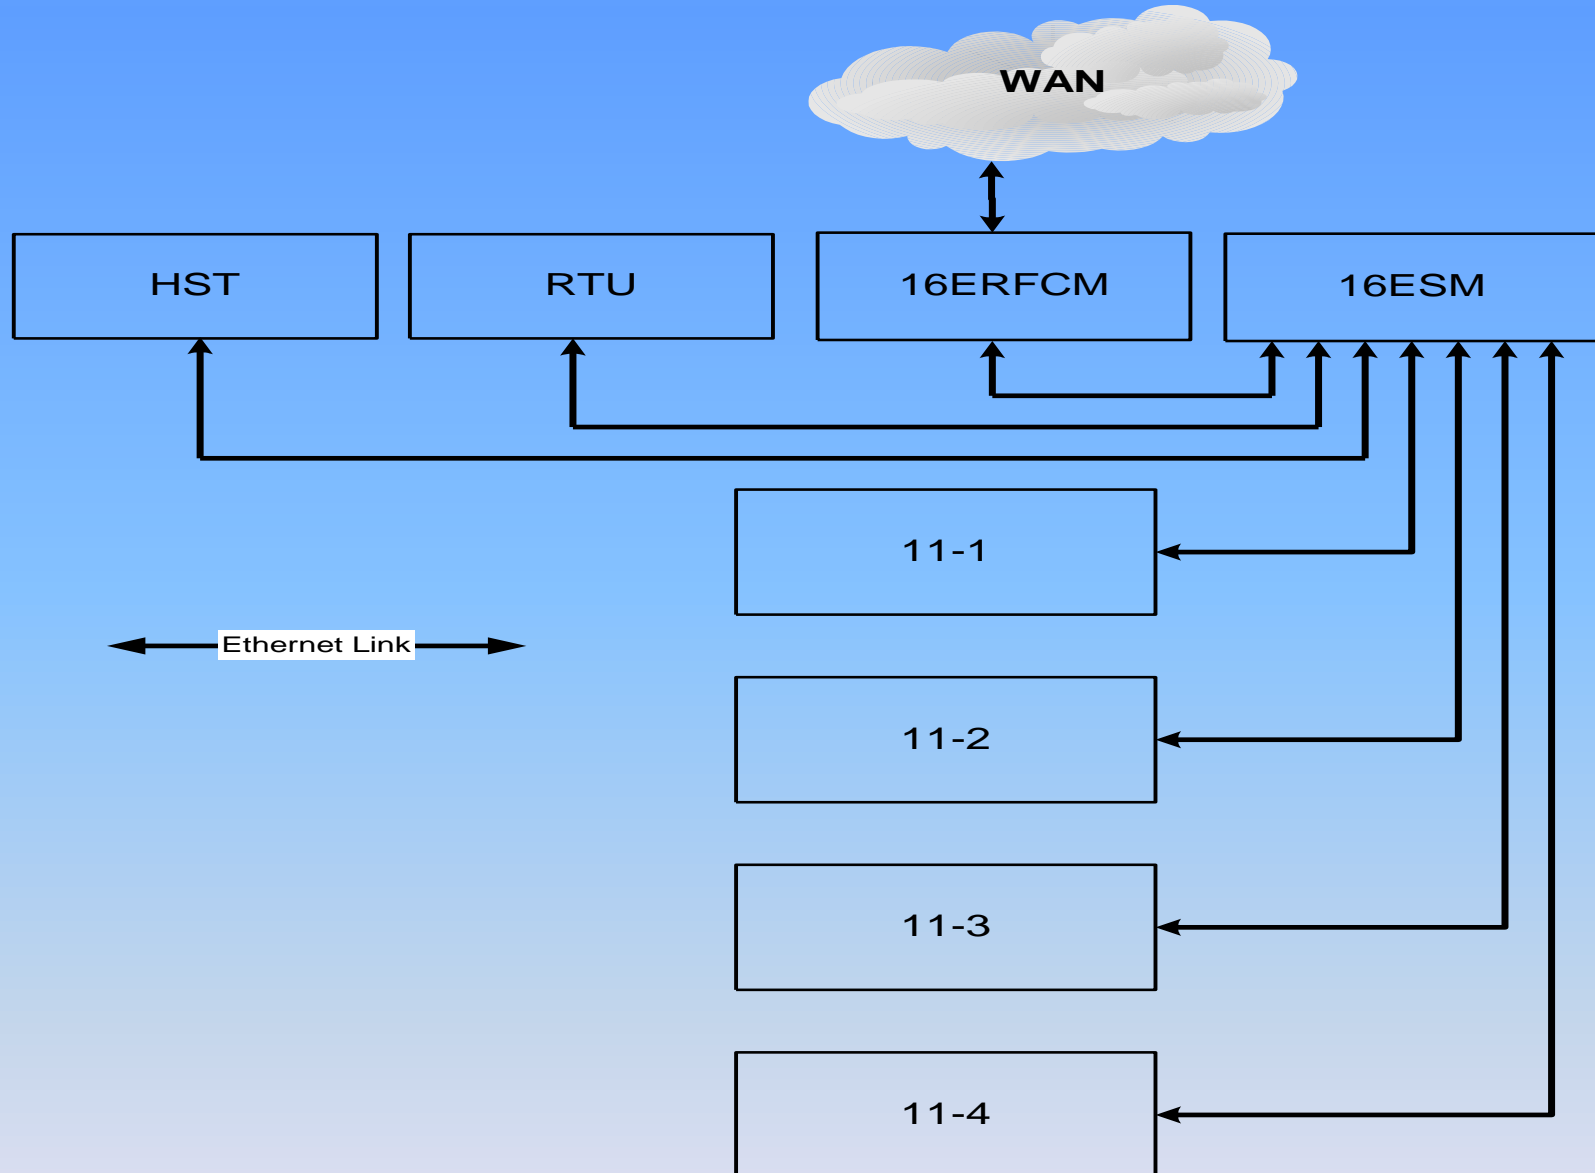 WAN
HST
RTU
16ERFCM
16ESM
11-1
Ethernet Link
11-2
11-3
11-4